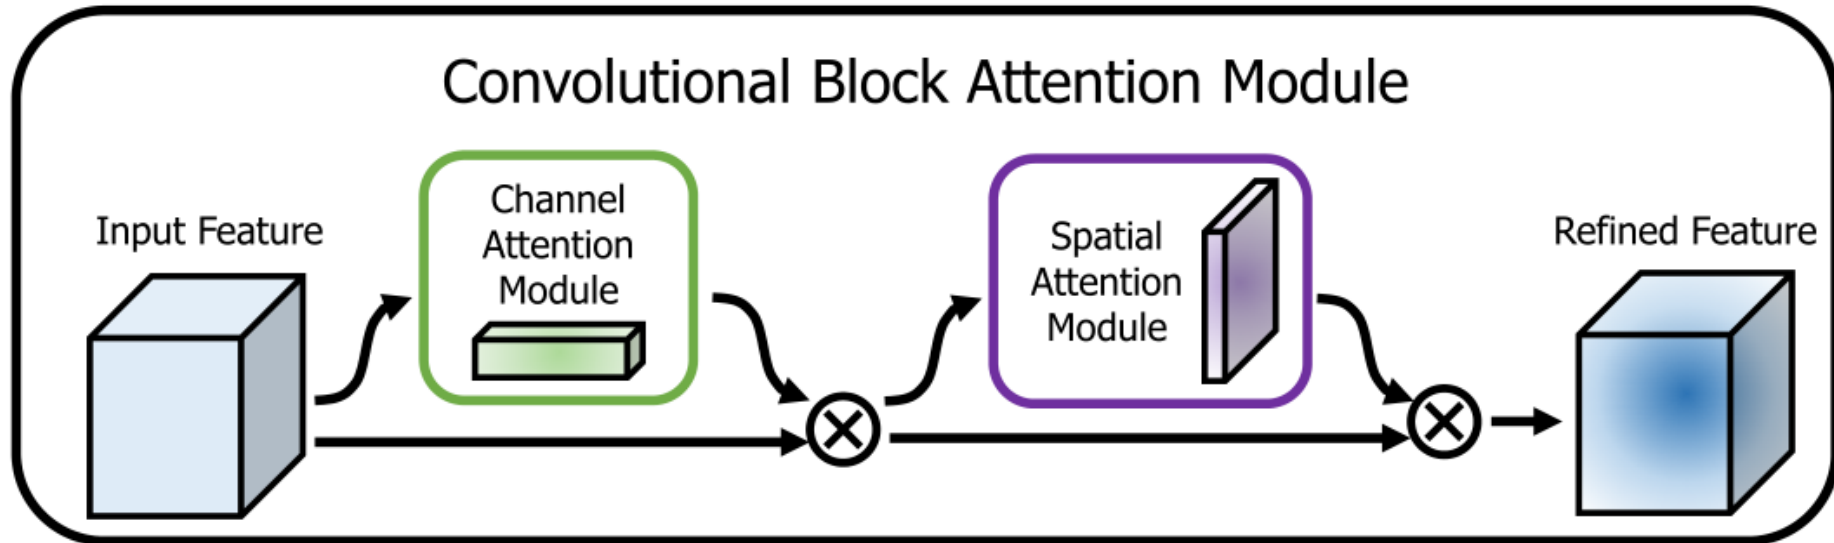 Convolutional Block Attention Module
Input Feature
Channel
Attention
Module
Spatial
Attention
Module
Refined Feature